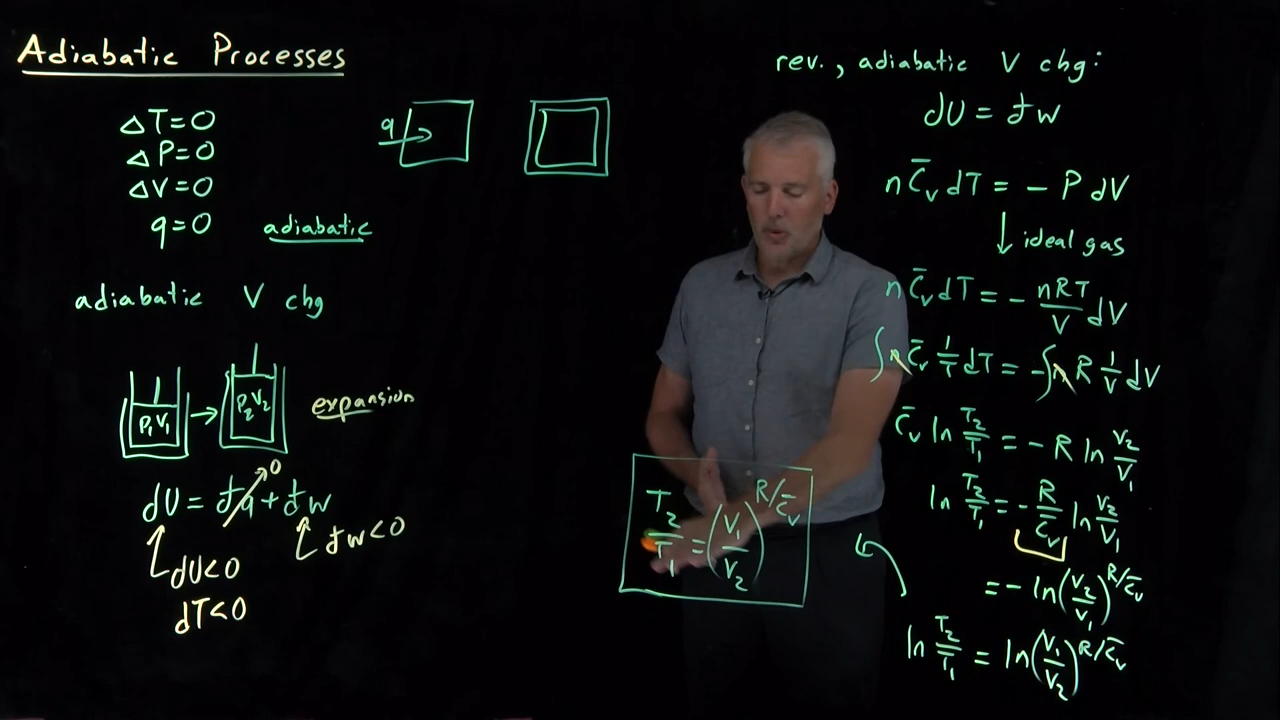 Adiabatic Processes
ΔT=0
ΔP=0
ΔV=0
q=0 adiabatic
q
adiabatic V chg
P₁V₁ → P₂V₂ expansion
dU = đq→0 + đw
đw<0
dU<0
dT<0
rev., adiabatic V chg:
dU = đw
nC̄ᵥdT = - P dV
↓ ideal gas
nC̄ᵥdT = - nRT/V dV
∫nC̄ᵥ 1/T dT = -∫nR 1/V dV
C̄ᵥ ln T₂/T₁ = - R ln V₂/V₁
ln T₂/T₁ = - R/C̄ᵥ ln V₂/V₁
= - ln(V₂/V₁)^R/C̄ᵥ
ln T₂/T₁ = ln(V₁/V₂)^R/C̄ᵥ
T₂/T₁ = (V₁/V₂)^R/C̄ᵥ